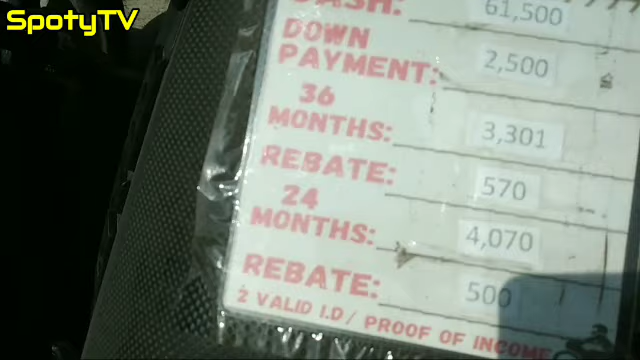 SpotyTV
CASH: 61,500
DOWN
PAYMENT: 2,500
36
MONTHS: 3,301
REBATE: 570
24
MONTHS: 4,070
REBATE: 500
2 VALID I.D/ PROOF OF INCOME